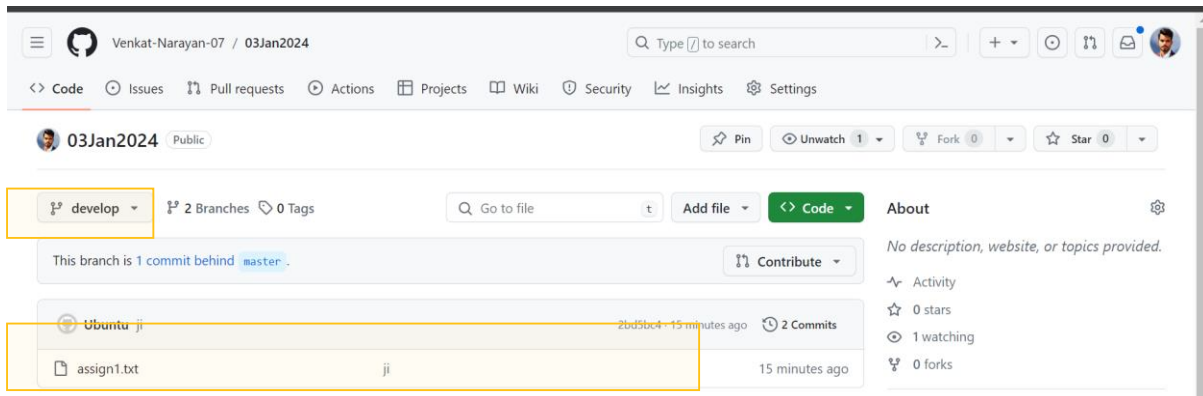 Venkat-Narayan-07 / 03Jan2024 Type / to search
Code Issues Pull requests Actions Projects Wiki Security Insights Settings
03Jan2024 Public Pin Unwatch 1 Fork 0 Star 0
develop 2 Branches 0 Tags Go to file t Add file Code About
No description, website, or topics provided.
This branch is 1 commit behind master . Contribute
Activity
Ubuntu ji 2bd5bc4 · 15 minutes ago 2 Commits 0 stars
1 watching
assign1.txt ji 15 minutes ago 0 forks